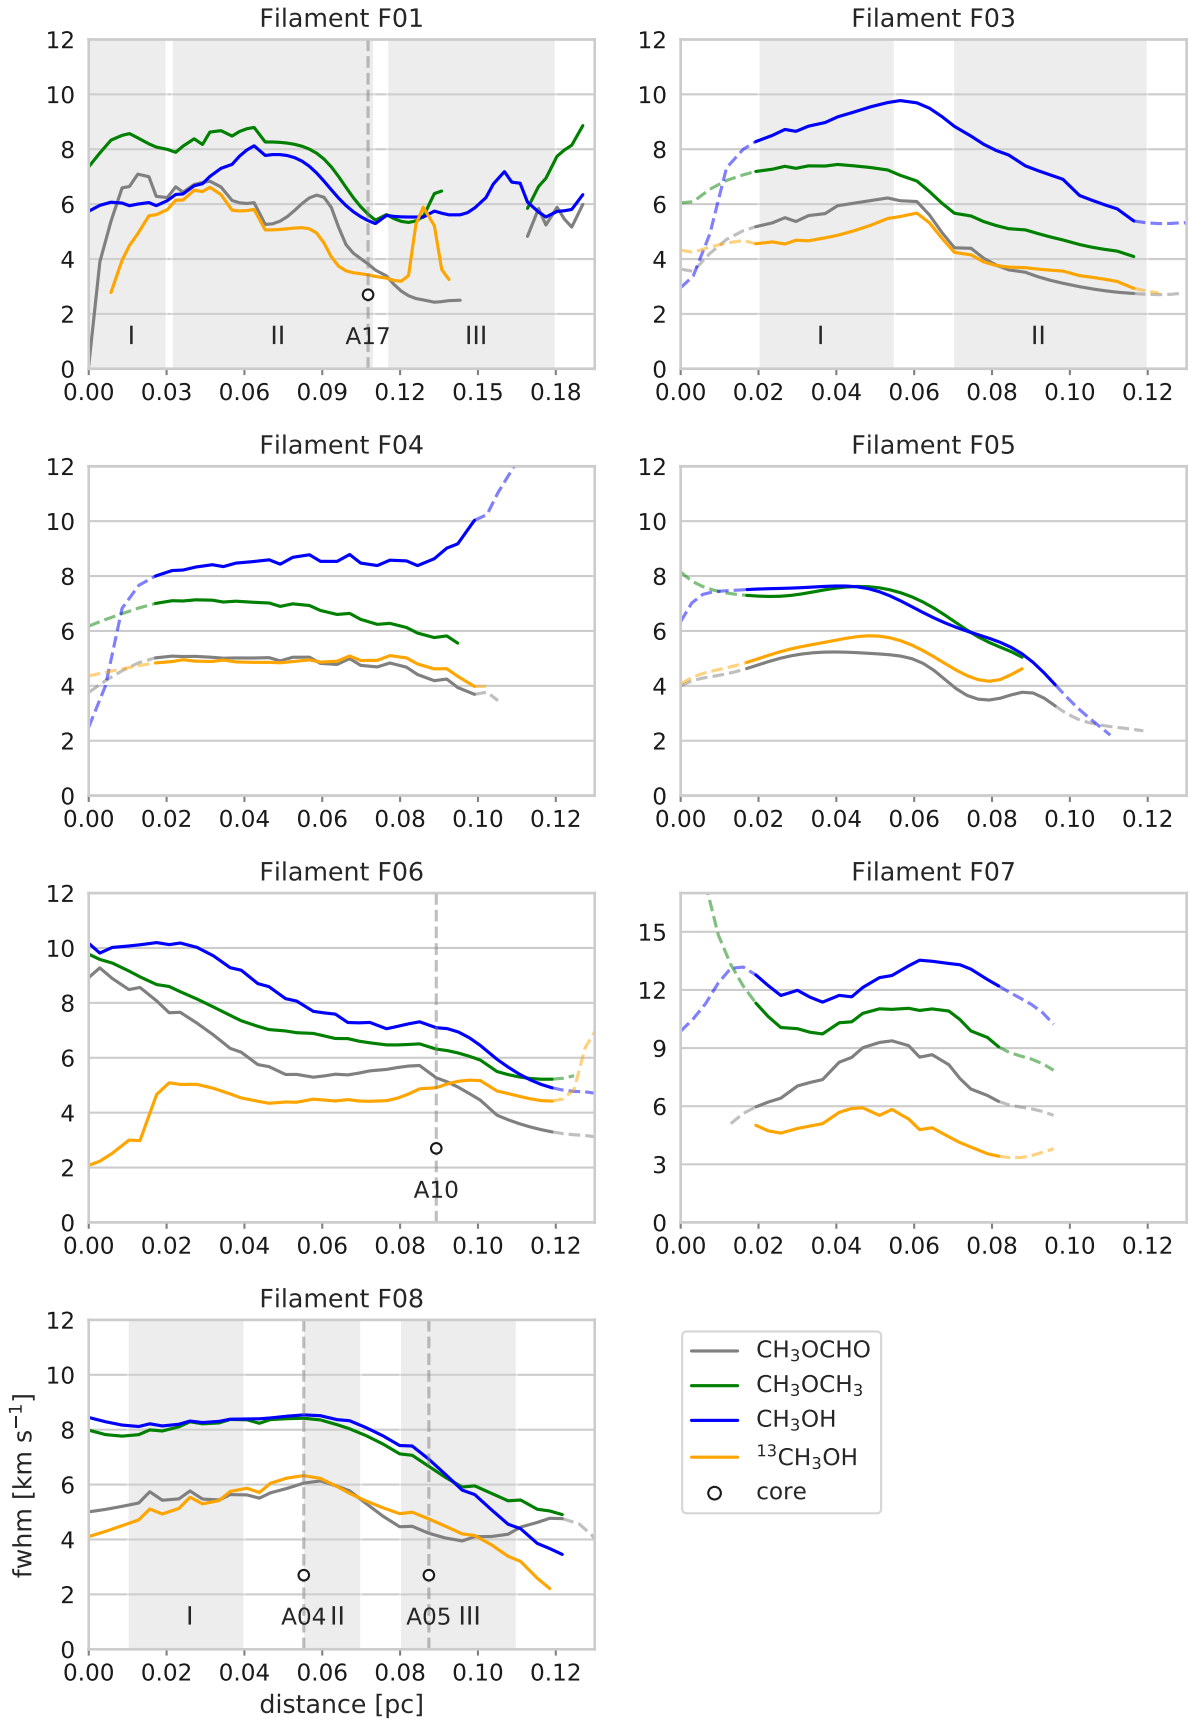 Filament F01
12
10
8
6
4
2
0
I
II
A17
III
0.00 0.03 0.06 0.09 0.12 0.15 0.18
Filament F03
12
10
8
6
4
2
0
I
II
0.00 0.02 0.04 0.06 0.08 0.10 0.12
Filament F04
12
10
8
6
4
2
0
0.00 0.02 0.04 0.06 0.08 0.10 0.12
Filament F05
12
10
8
6
4
2
0
0.00 0.02 0.04 0.06 0.08 0.10 0.12
Filament F06
12
10
8
6
4
2
0
A10
0.00 0.02 0.04 0.06 0.08 0.10 0.12
Filament F07
15
12
9
6
3
0
0.00 0.02 0.04 0.06 0.08 0.10 0.12
Filament F08
12
10
8
6
4
2
0
fwhm [km s⁻¹]
I
A04 II
A05 III
0.00 0.02 0.04 0.06 0.08 0.10 0.12
distance [pc]
CH₃OCHO
CH₃OCH₃
CH₃OH
¹³CH₃OH
core